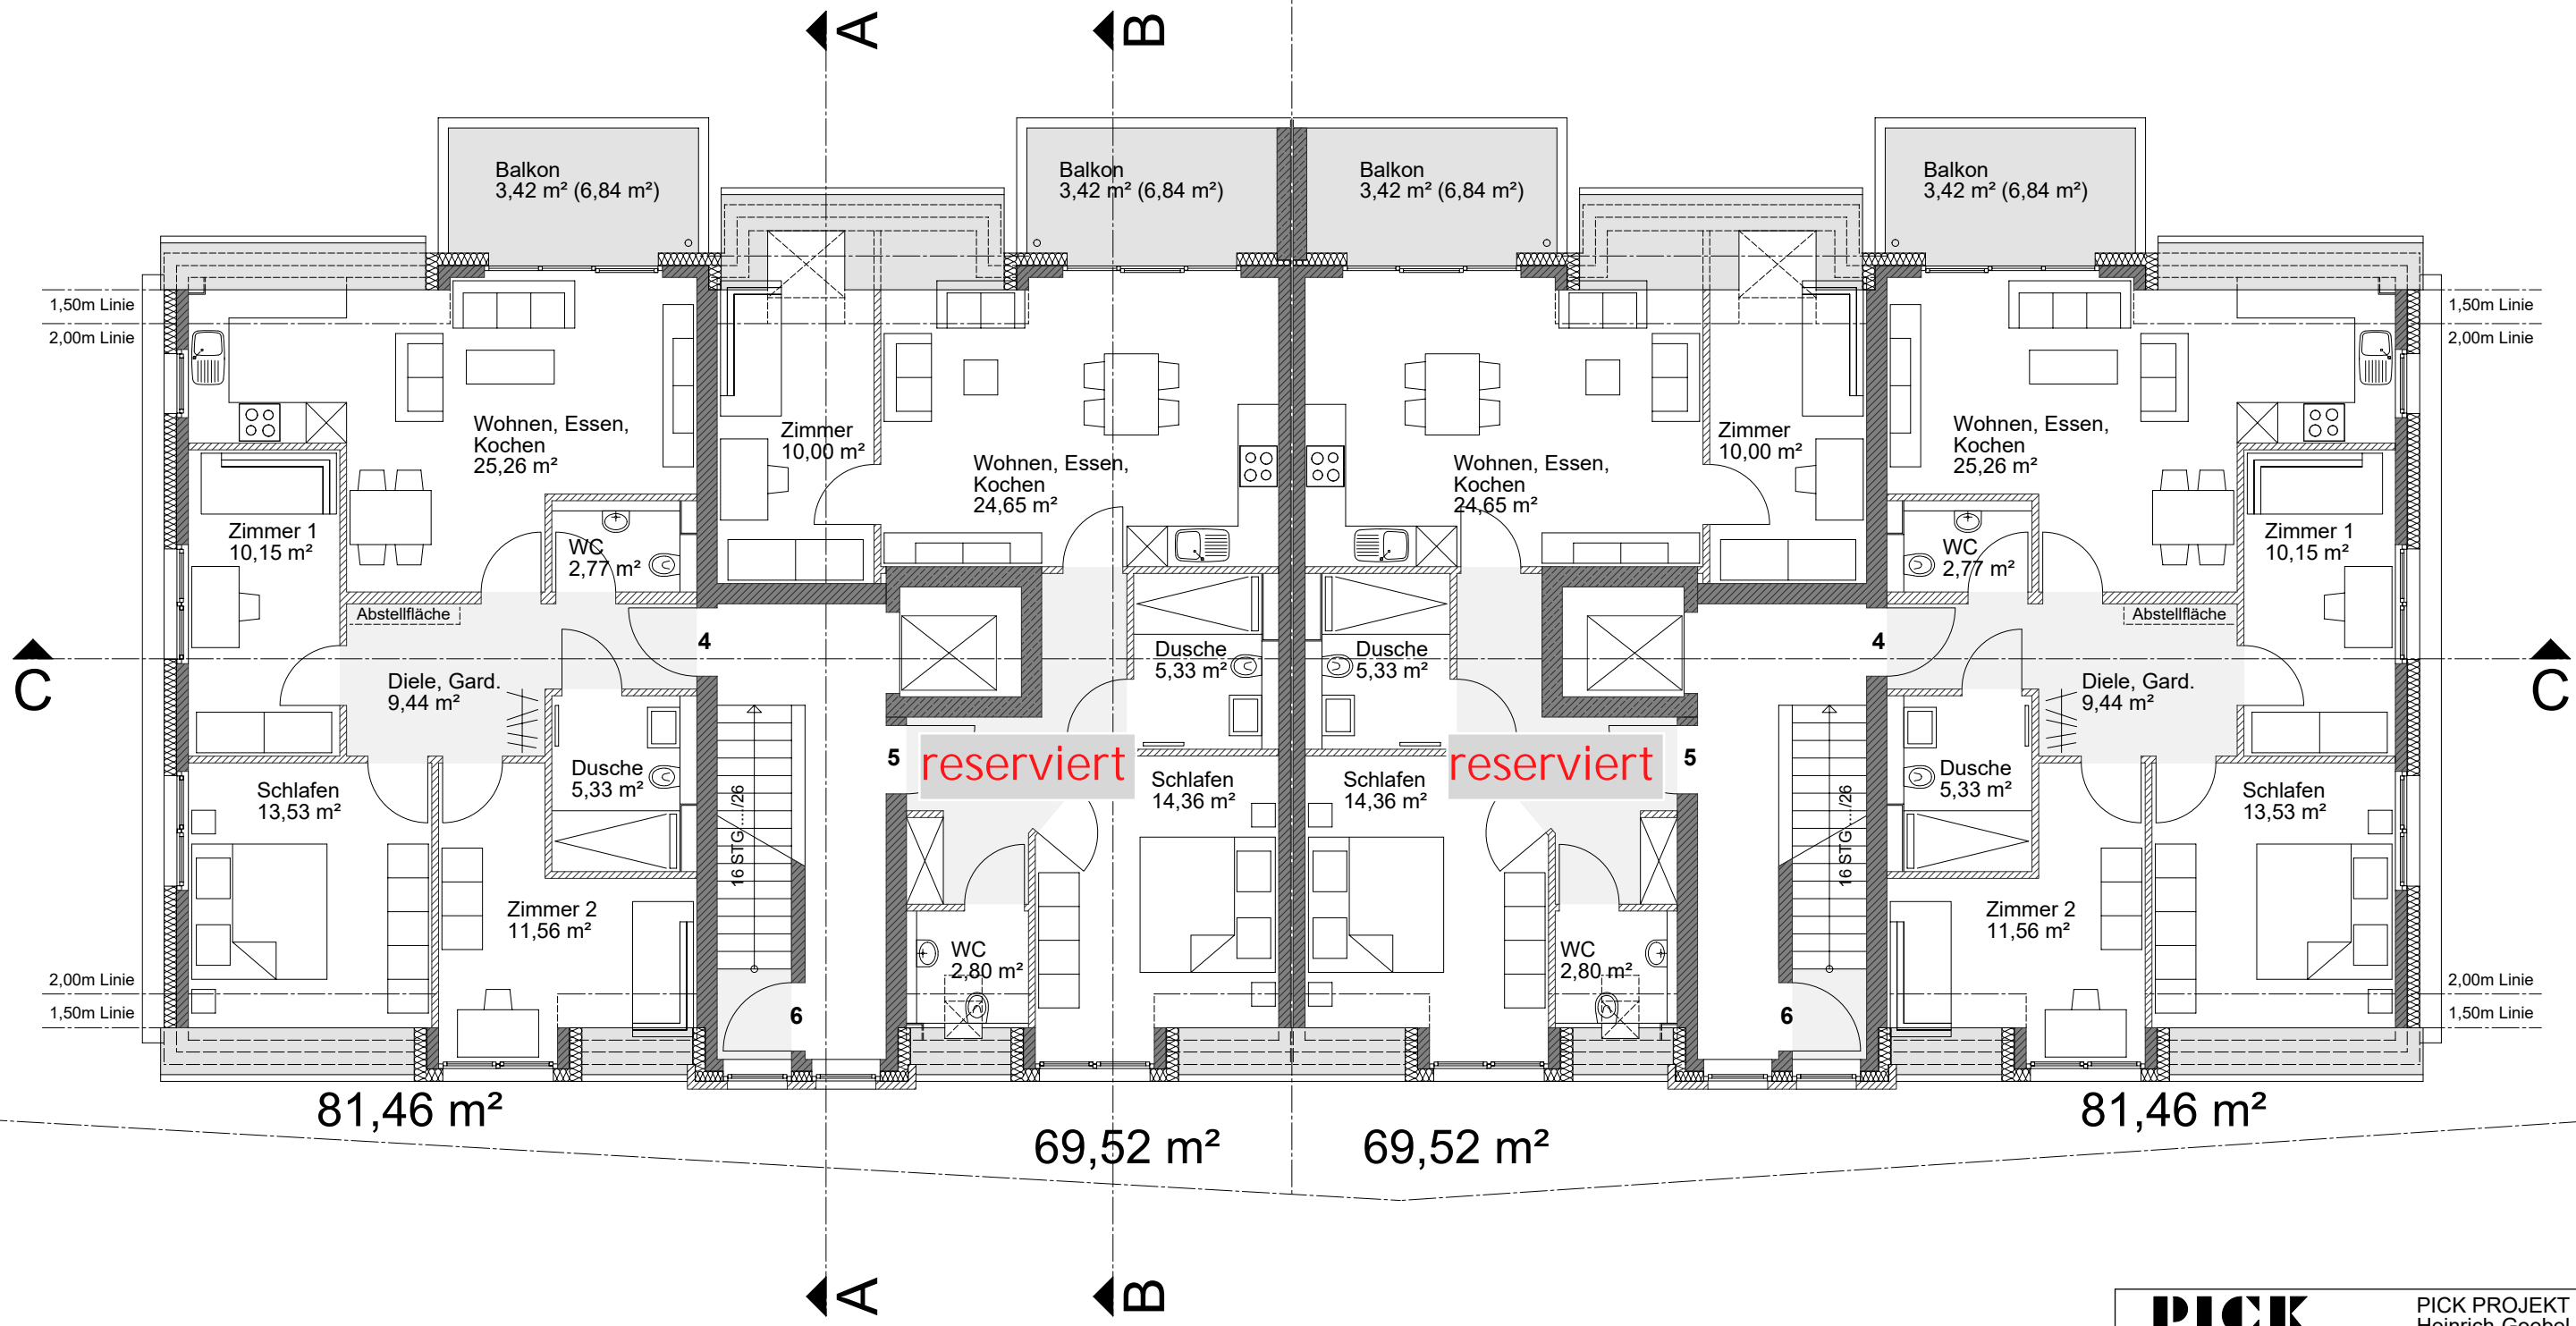 A
B
Balkon
3,42 m² (6,84 m²)
Balkon
3,42 m² (6,84 m²)
Balkon
3,42 m² (6,84 m²)
Balkon
3,42 m² (6,84 m²)
1,50m Linie
2,00m Linie
1,50m Linie
2,00m Linie
Wohnen, Essen,
Kochen
25,26 m²
Zimmer
10,00 m²
Wohnen, Essen,
Kochen
24,65 m²
Wohnen, Essen,
Kochen
24,65 m²
Zimmer
10,00 m²
Wohnen, Essen,
Kochen
25,26 m²
Zimmer 1
10,15 m²
WC
2,77 m²
WC
2,77 m²
Zimmer 1
10,15 m²
Abstellfläche
Abstellfläche
4
4
Dusche
5,33 m²
Dusche
5,33 m²
C
C
Diele, Gard.
9,44 m²
Diele, Gard.
9,44 m²
5
reserviert
reserviert
5
Schlafen
13,53 m²
Dusche
5,33 m²
Schlafen
14,36 m²
Schlafen
14,36 m²
Dusche
5,33 m²
Schlafen
13,53 m²
16 STG ..../26
16 STG ..../26
Zimmer 2
11,56 m²
Zimmer 2
11,56 m²
WC
2,80 m²
WC
2,80 m²
2,00m Linie
1,50m Linie
2,00m Linie
1,50m Linie
6
6
81,46 m²
69,52 m²
69,52 m²
81,46 m²
A
B
PICK
PICK PROJEKT
Heinrich-Goebel